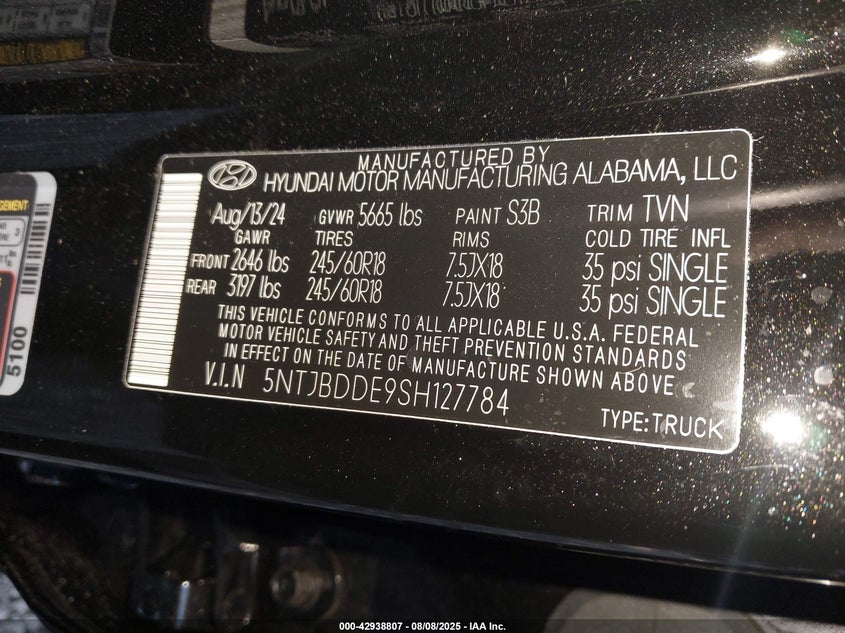 MANUFACTURED BY
HYUNDAI MOTOR MANUFACTURING ALABAMA, LLC
Aug/13/24 GVWR 5665 lbs PAINT S3B TRIM TVN
GAWR TIRES RIMS COLD TIRE INFL
FRONT 2646 lbs 245/60R18 7.5JX18 35 psi SINGLE
REAR 3197 lbs 245/60R18 7.5JX18 35 psi SINGLE
THIS VEHICLE CONFORMS TO ALL APPLICABLE U.S.A. FEDERAL
MOTOR VEHICLE SAFETY AND THEFT PREVENTION STANDARDS
IN EFFECT ON THE DATE OF MANUFACTURE SHOWN ABOVE
V.I.N 5NTJBDDE9SH127784
TYPE:TRUCK
5100
000-42938807 - 08/08/2025 - IAA Inc.